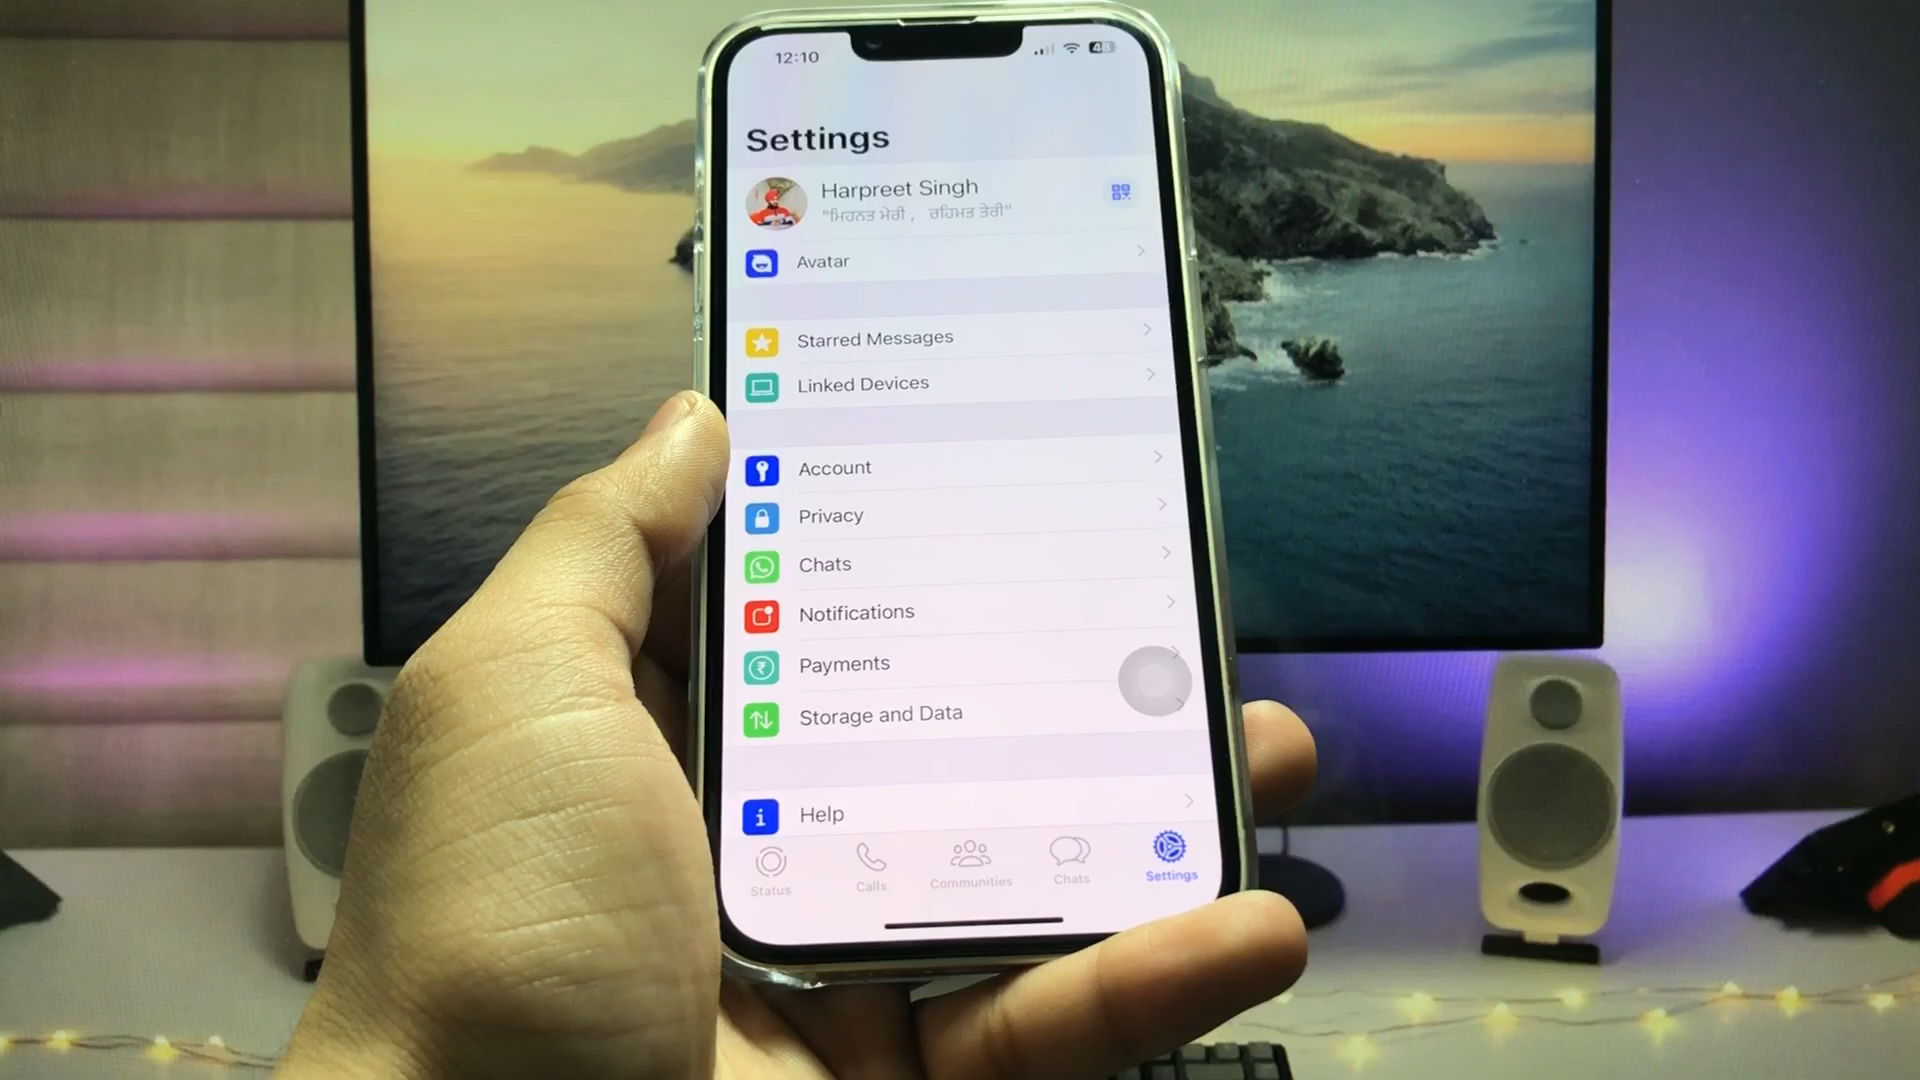 12:10
48
Settings
Harpreet Singh
"ਮਿਹਨਤ ਮੇਰੀ , ਰਹਿਮਤ ਤੇਰੀ"
Avatar
Starred Messages
Linked Devices
Account
Privacy
Chats
Notifications
Payments
Storage and Data
Help
Status
Calls
Communities
Chats
Settings